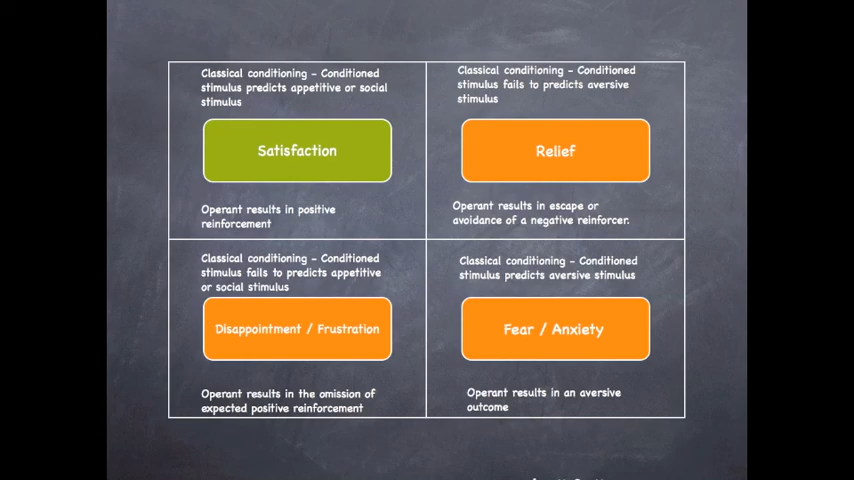 Classical conditioning - Conditioned
stimulus predicts appetitive or social
stimulus
Satisfaction
Operant results in positive
reinforcement
Classical conditioning - Conditioned
stimulus fails to predicts aversive
stimulus
Relief
Operant results in escape or
avoidance of a negative reinforcer.
Classical conditioning - Conditioned
stimulus fails to predicts appetitive
or social stimulus
Disappointment / Frustration
Operant results in the omission of
expected positive reinforcement
Classical conditioning - Conditioned
stimulus predicts aversive stimulus
Fear / Anxiety
Operant results in an aversive
outcome